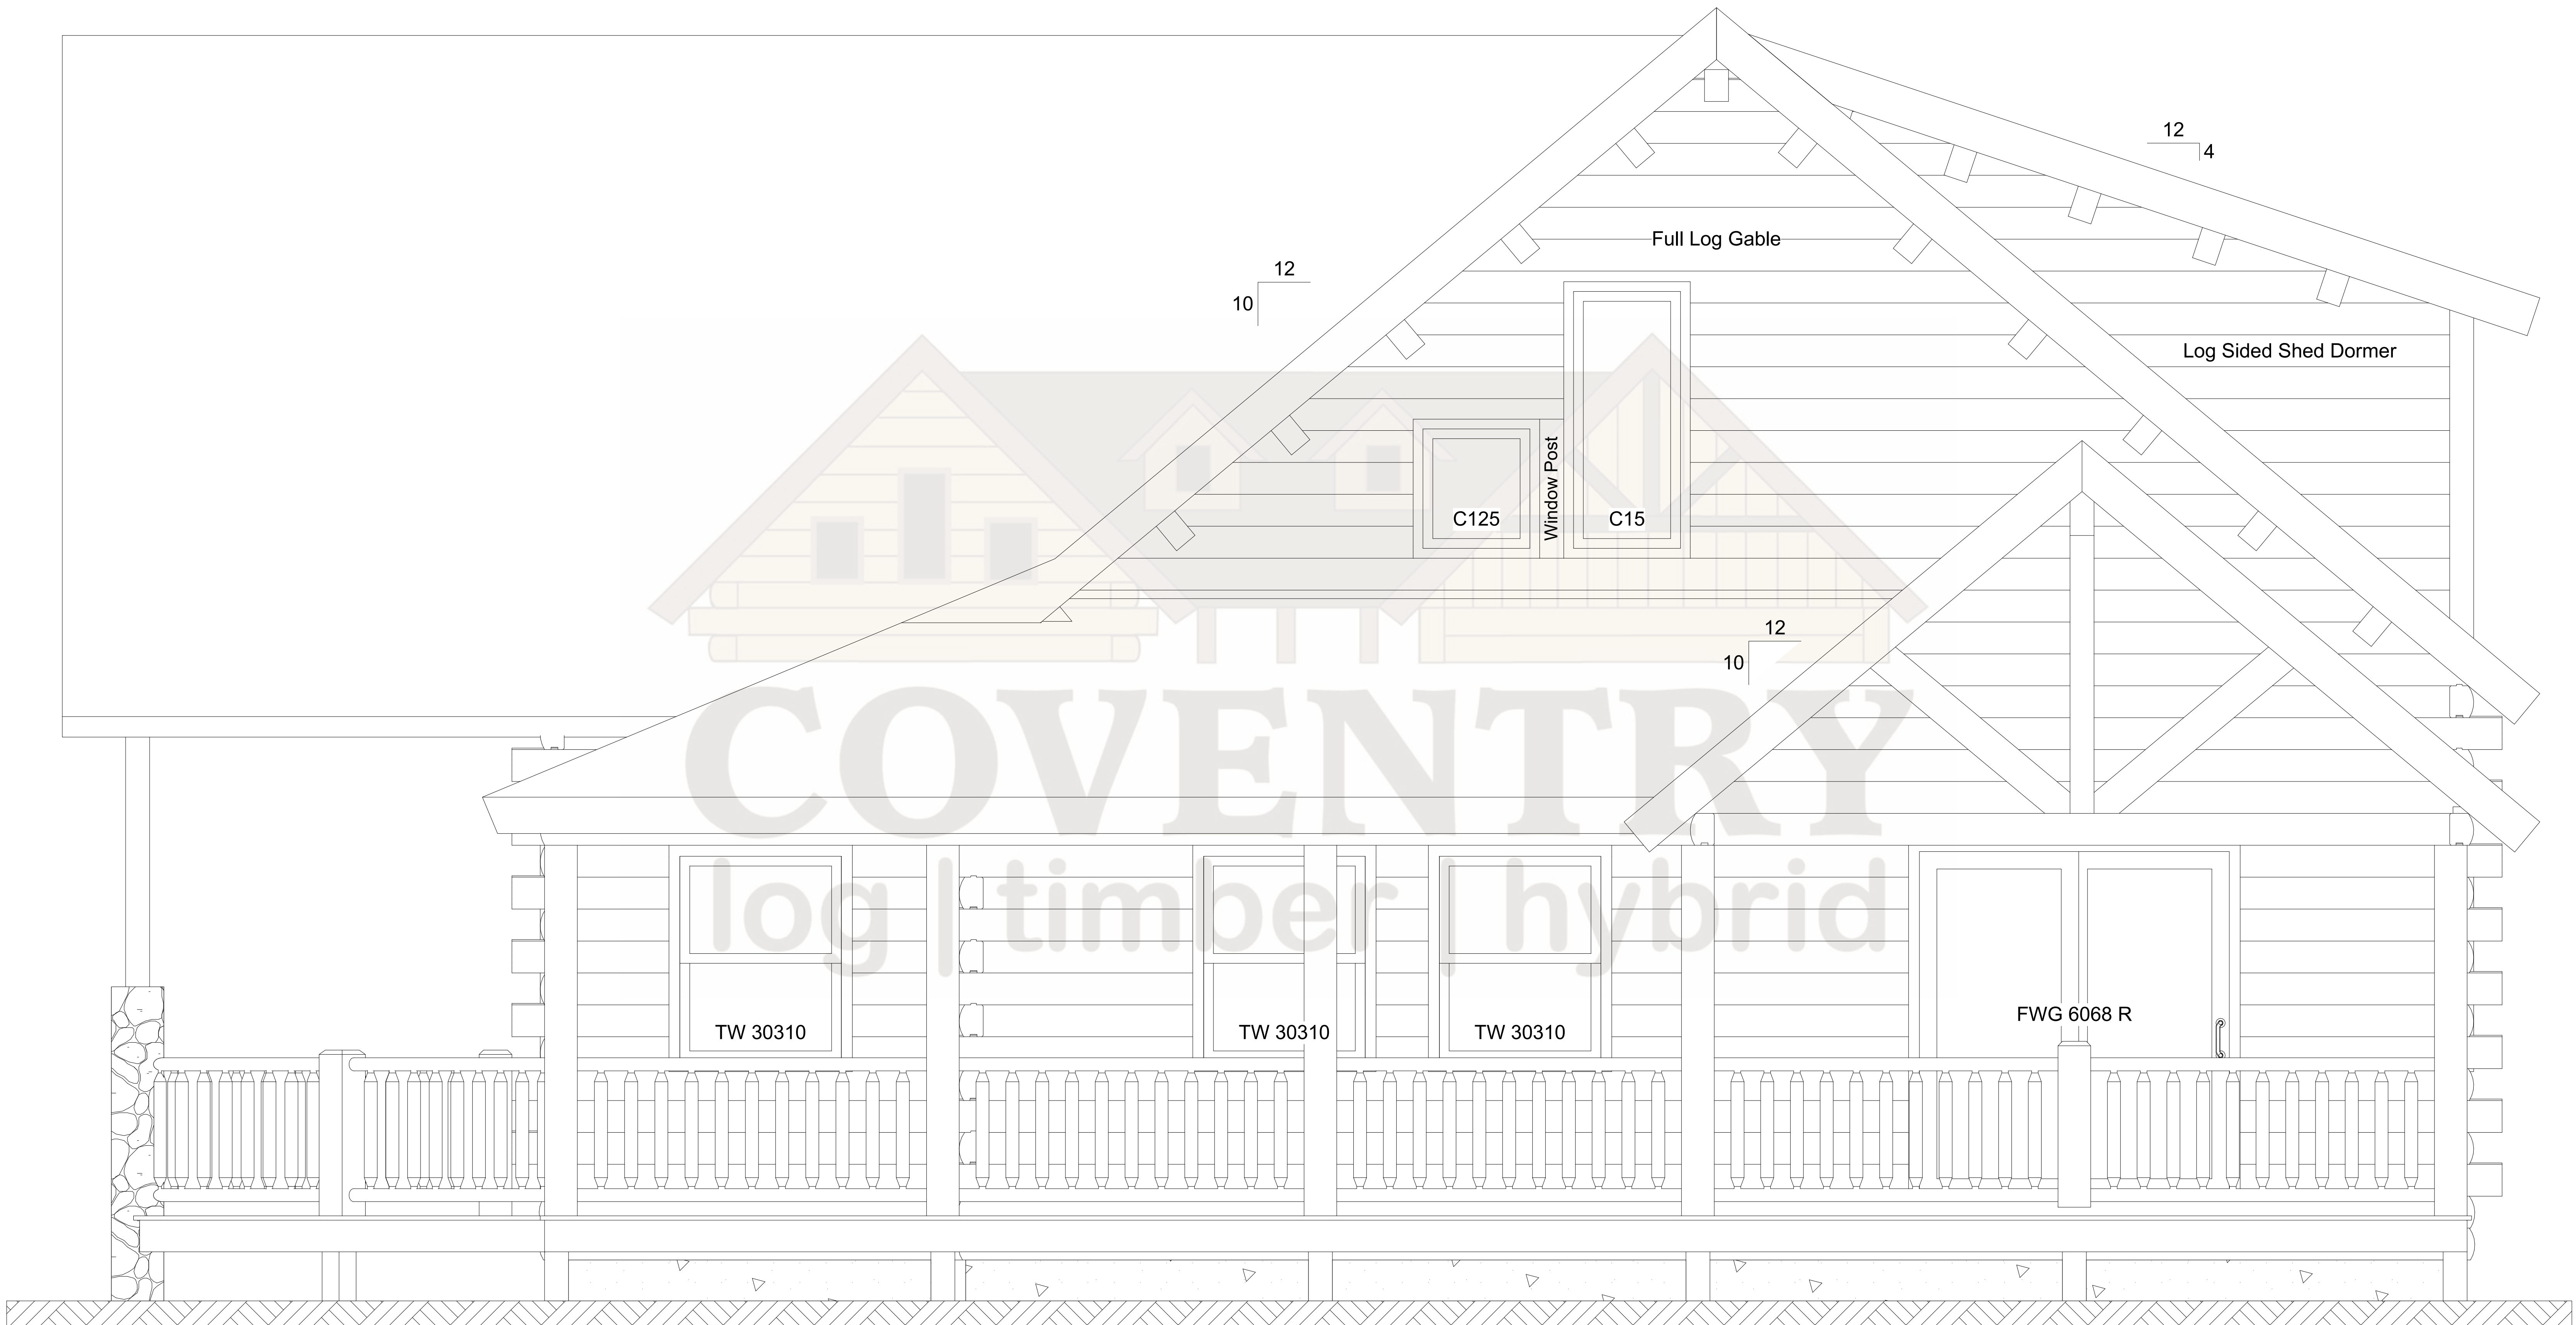 12
4
Full Log Gable
12
10
Log Sided Shed Dormer
Window Post
C125
C15
12
10
COVENTRY
log | timber | hybrid
TW 30310
TW 30310
TW 30310
FWG 6068 R